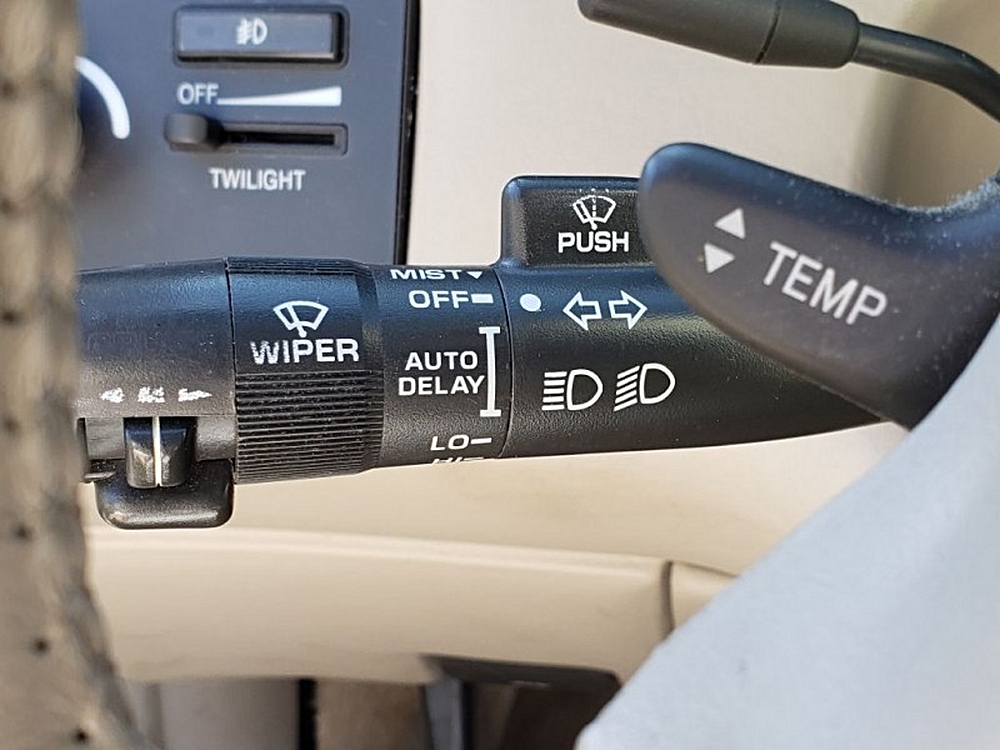 OFF
TWILIGHT
PUSH
TEMP
MIST
OFF
WIPER
AUTO
DELAY
LO